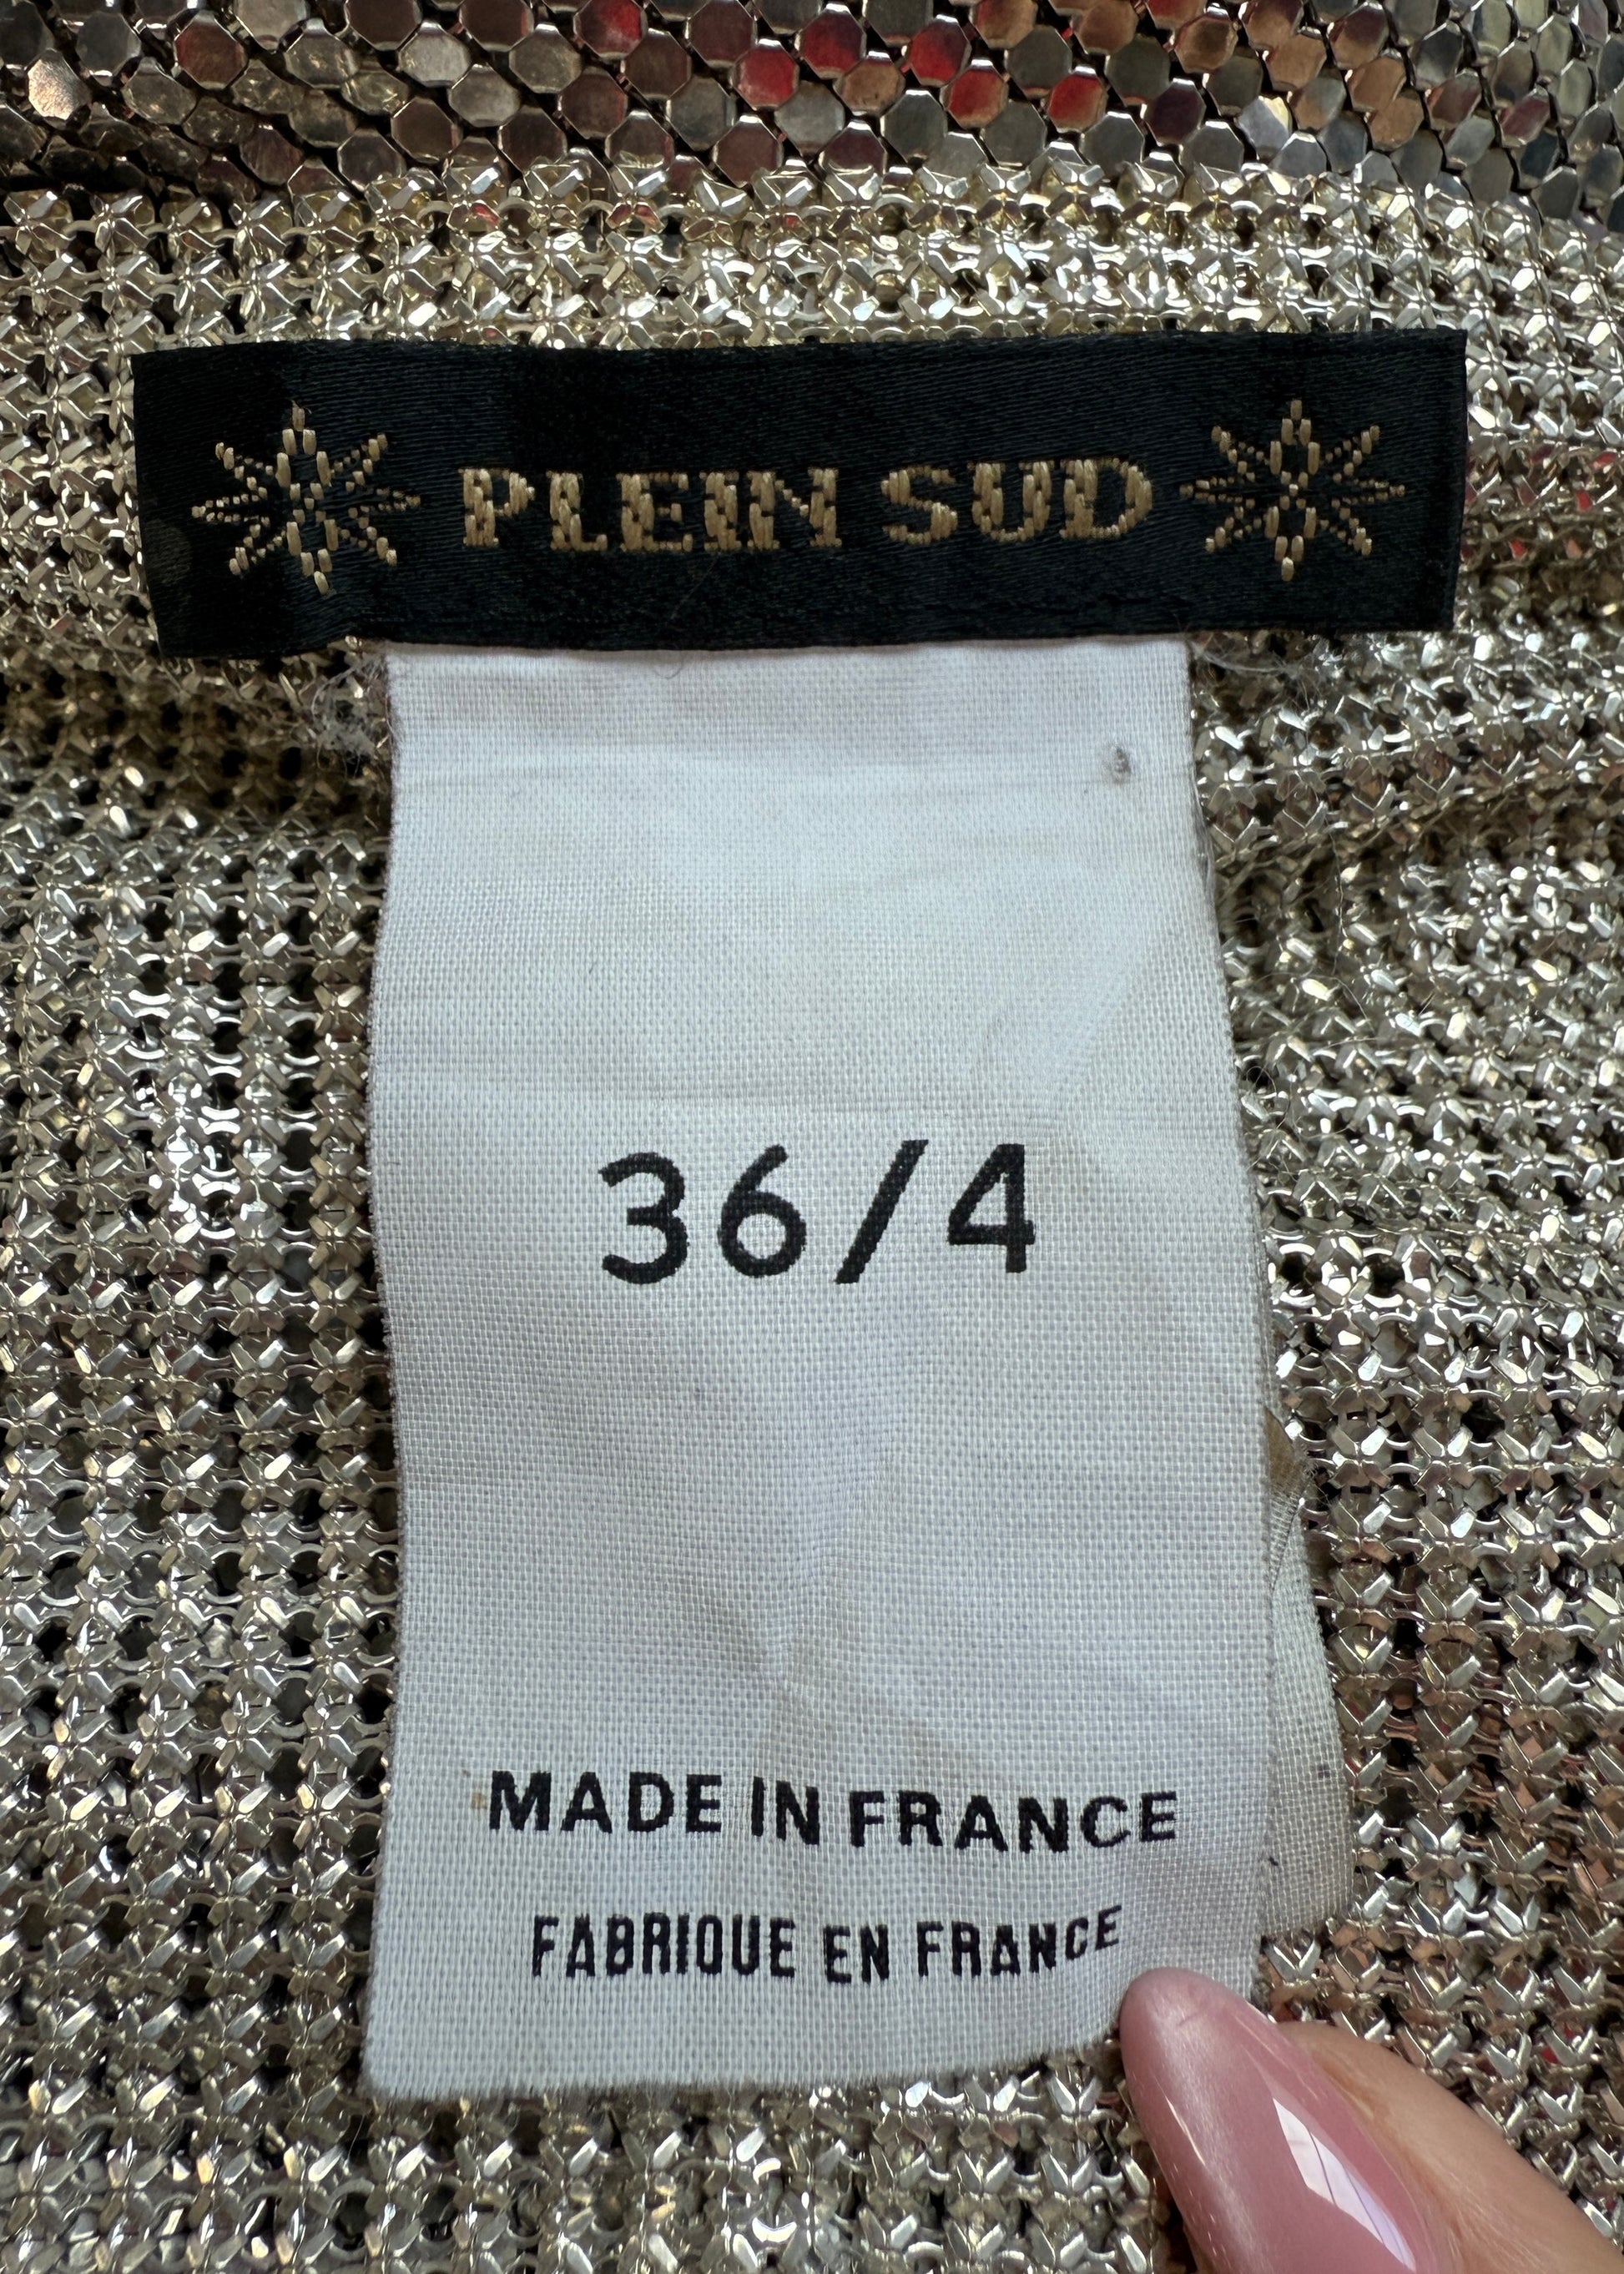 PLEIN SUD
36/4
MADE IN FRANCE
FABRIQUE EN FRANCE